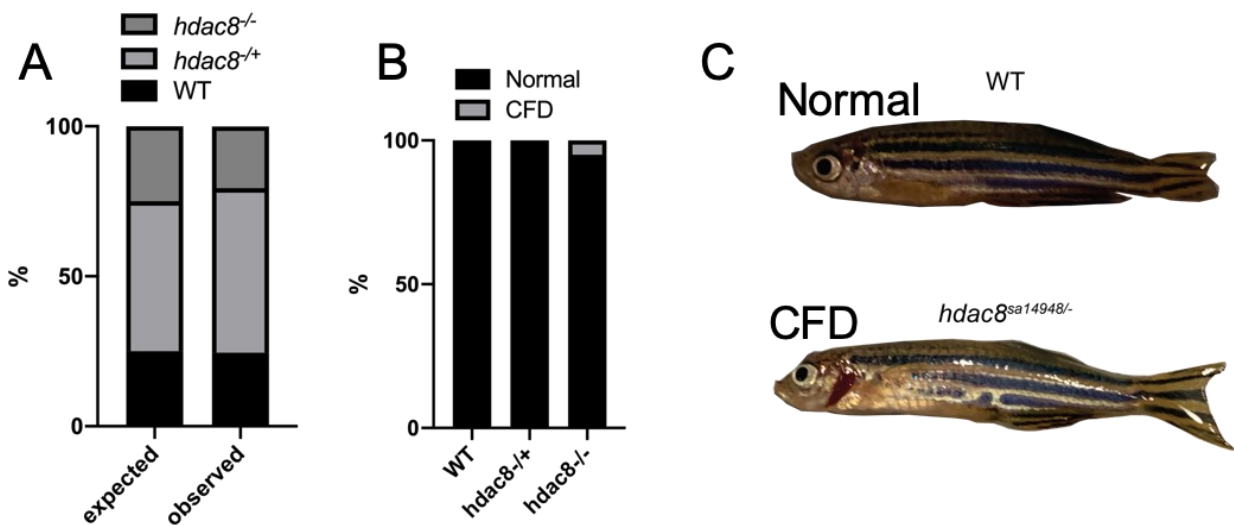 A
hdac8-/-
hdac8-/+
WT
100
50
0
%
expected
observed
B
Normal
CFD
100
50
0
%
WT
hdac8-/+
hdac8-/-
C
WT
Normal
hdac8sa14948/-
CFD